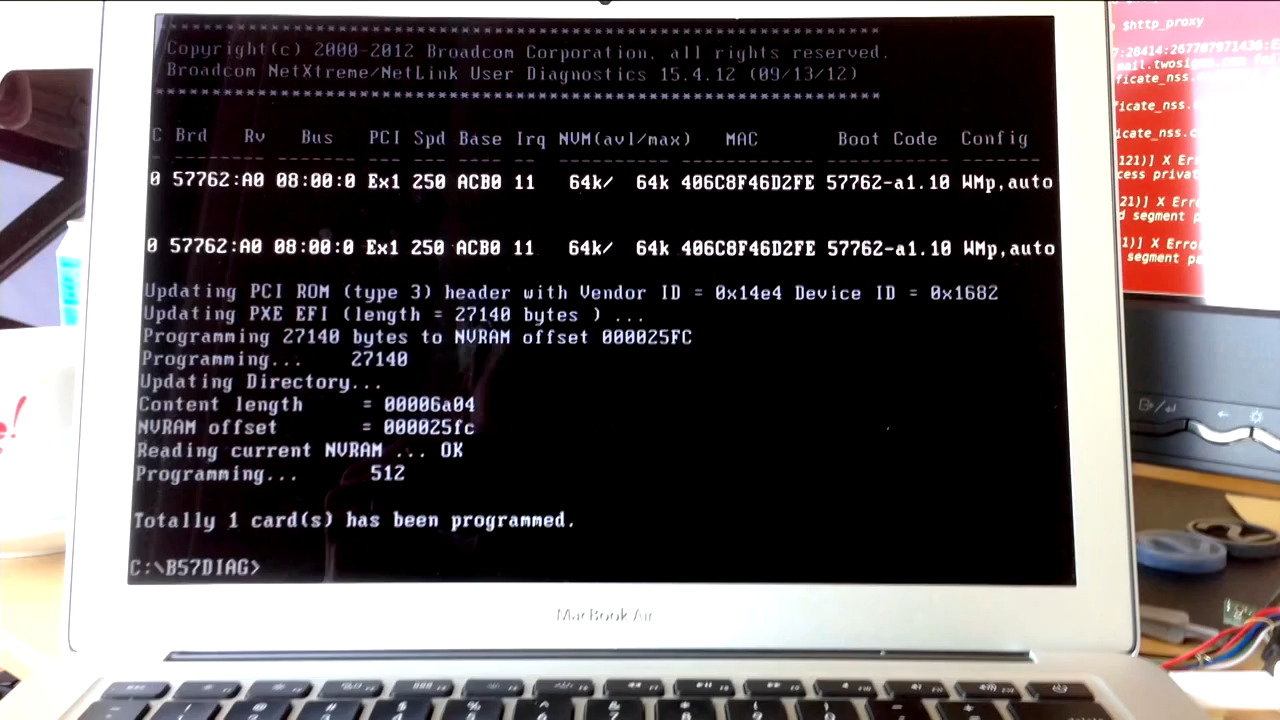 *****************************************************************
Copyright(c) 2000-2012 Broadcom Corporation, all rights reserved.
Broadcom NetXtreme/NetLink User Diagnostics 15.4.12 (09/13/12)
*****************************************************************
C Brd Rv Bus PCI Spd Base Irq NVM(avl/max) MAC Boot Code Config
0 57762:A0 08:00:0 Ex1 250 ACB0 11 64k/ 64k 406C8F46D2FE 57762-a1.10 WMp,auto
0 57762:A0 08:00:0 Ex1 250 ACB0 11 64k/ 64k 406C8F46D2FE 57762-a1.10 WMp,auto
Updating PCI ROM (type 3) header with Vendor ID = 0x14e4 Device ID = 0x1682
Updating PXE EFI (length = 27140 bytes ) ...
Programming 27140 bytes to NVRAM offset 000025FC
Programming... 27140
Updating Directory...
Content length = 00006a04
NVRAM offset = 000025fc
Reading current NVRAM ... OK
Programming... 512
Totally 1 card(s) has been programmed.
C:\B57DIAG>
MacBook Air
$http_proxy
7:26414:267707971436:E
mail.twosigma.com fai
ficate_nss.c
ficate_nss.c
icate_nss.c
121)] X Er
cess privat
21)] X Erro
d segment p
1)] X Erro
segment pa